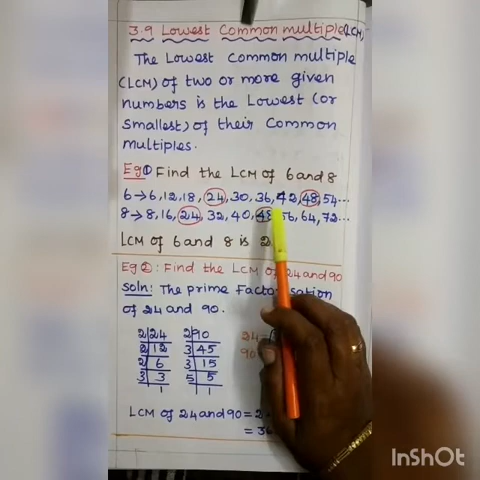 3.9 Lowest Common multiple (LCM)
The Lowest common multiple
(LCM) of two or more given
numbers is the Lowest (or
Smallest) of their Common
multiples.
Eg① Find the LCM of 6 and 8
6 → 6, 12, 18, 24, 30, 36, 42, 48, 54...
8 → 8, 16, 24, 32, 40, 48, 56, 64, 72...
LCM of 6 and 8 is 2
Eg②: Find the LCM of 24 and 90
Soln: The prime Factorisation
of 24 and 90.
2 24 2 90
2 12 3 45
2 6 3 15
3 3 5 5
1 1
24
90
LCM of 24 and 90 = 2
= 36
InShOt